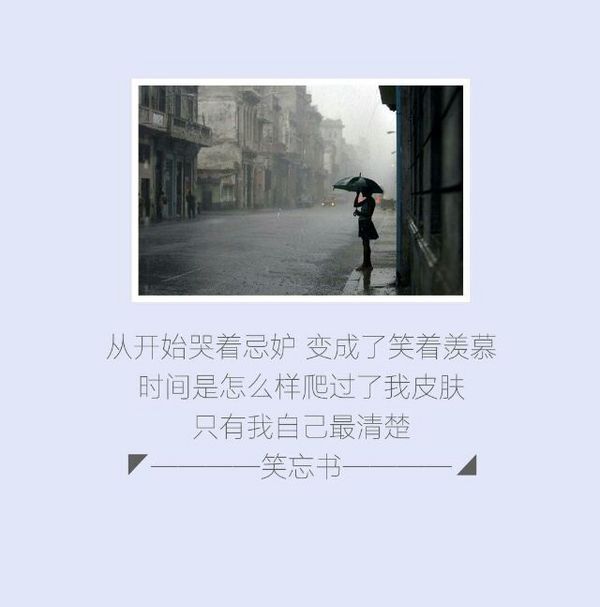 从开始哭着忌妒 变成了笑着羡慕
时间是怎么样爬过了我皮肤
只有我自己最清楚
————笑忘书————